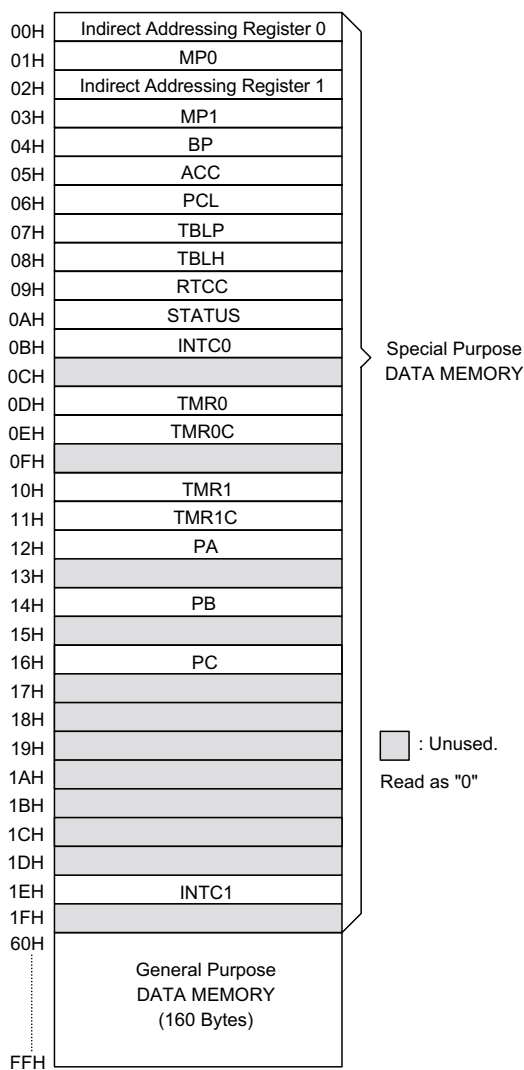 00H Indirect Addressing Register 0
01H MP0
02H Indirect Addressing Register 1
03H MP1
04H BP
05H ACC
06H PCL
07H TBLP
08H TBLH
09H RTCC
0AH STATUS
0BH INTC0
0CH
0DH TMR0
0EH TMR0C
0FH
10H TMR1
11H TMR1C
12H PA
13H
14H PB
15H
16H PC
17H
18H
19H
1AH
1BH
1CH
1DH
1EH INTC1
1FH
60H
General Purpose
DATA MEMORY
(160 Bytes)
FFH
Special Purpose
DATA MEMORY
: Unused.
Read as "0"